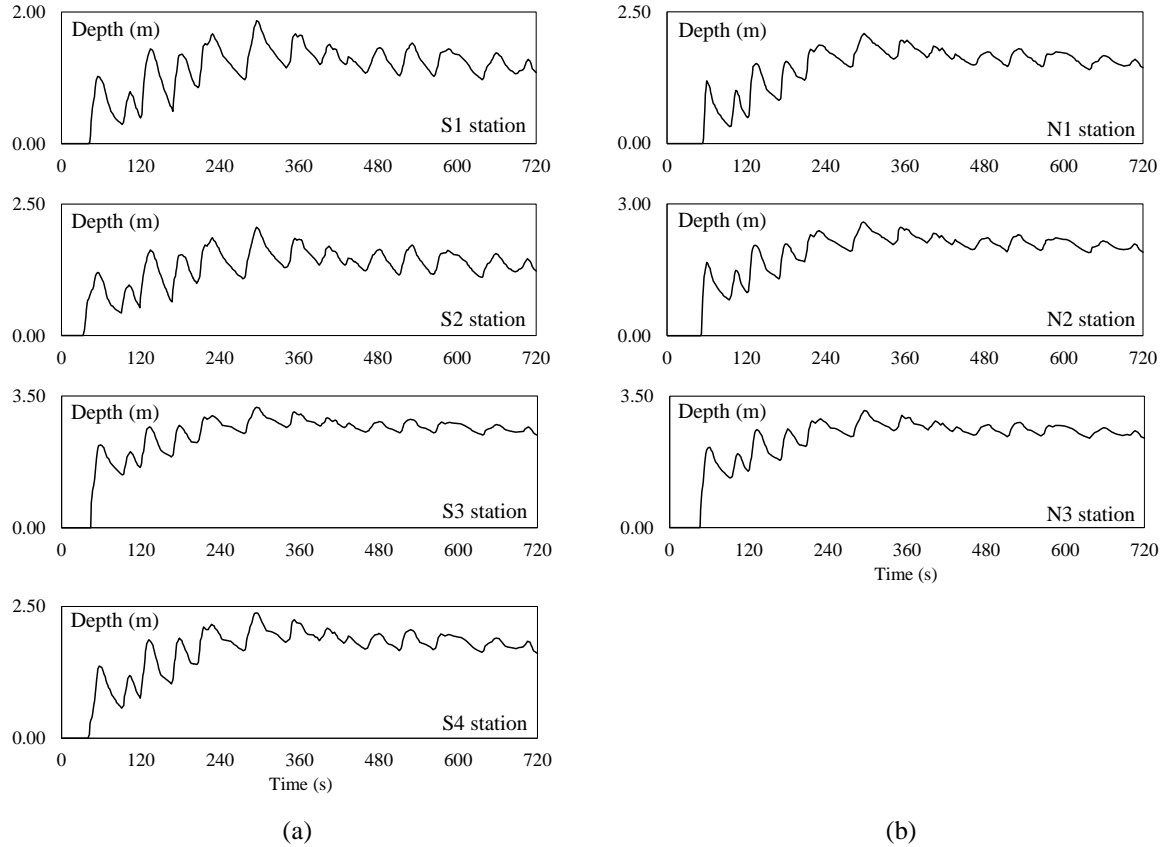 2.00
Depth (m)
S1 station
0.00
0 120 240 360 480 600 720
2.50
Depth (m)
S2 station
0.00
0 120 240 360 480 600 720
3.50
Depth (m)
S3 station
0.00
0 120 240 360 480 600 720
2.50
Depth (m)
S4 station
0.00
0 120 240 360 480 600 720
Time (s)
(a)
2.50
Depth (m)
N1 station
0.00
0 120 240 360 480 600 720
3.00
Depth (m)
N2 station
0.00
0 120 240 360 480 600 720
3.50
Depth (m)
N3 station
0.00
0 120 240 360 480 600 720
Time (s)
(b)